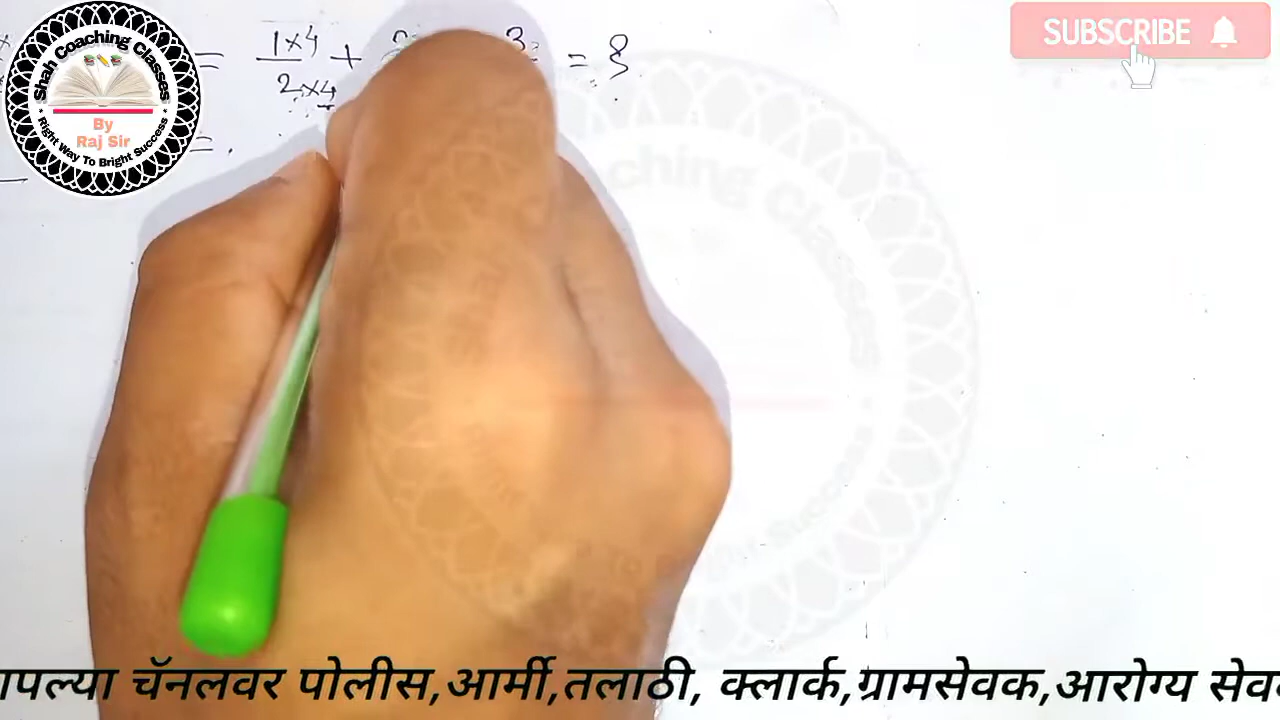 Shah Coaching Classes
By
Raj Sir
Right Way To Bright Success
SUBSCRIBE
= 1×4 + 3 = 8
2×4
=
पल्या चॅनलवर पोलीस,आर्मी,तलाठी, क्लार्क,ग्रामसेवक,आरोग्य